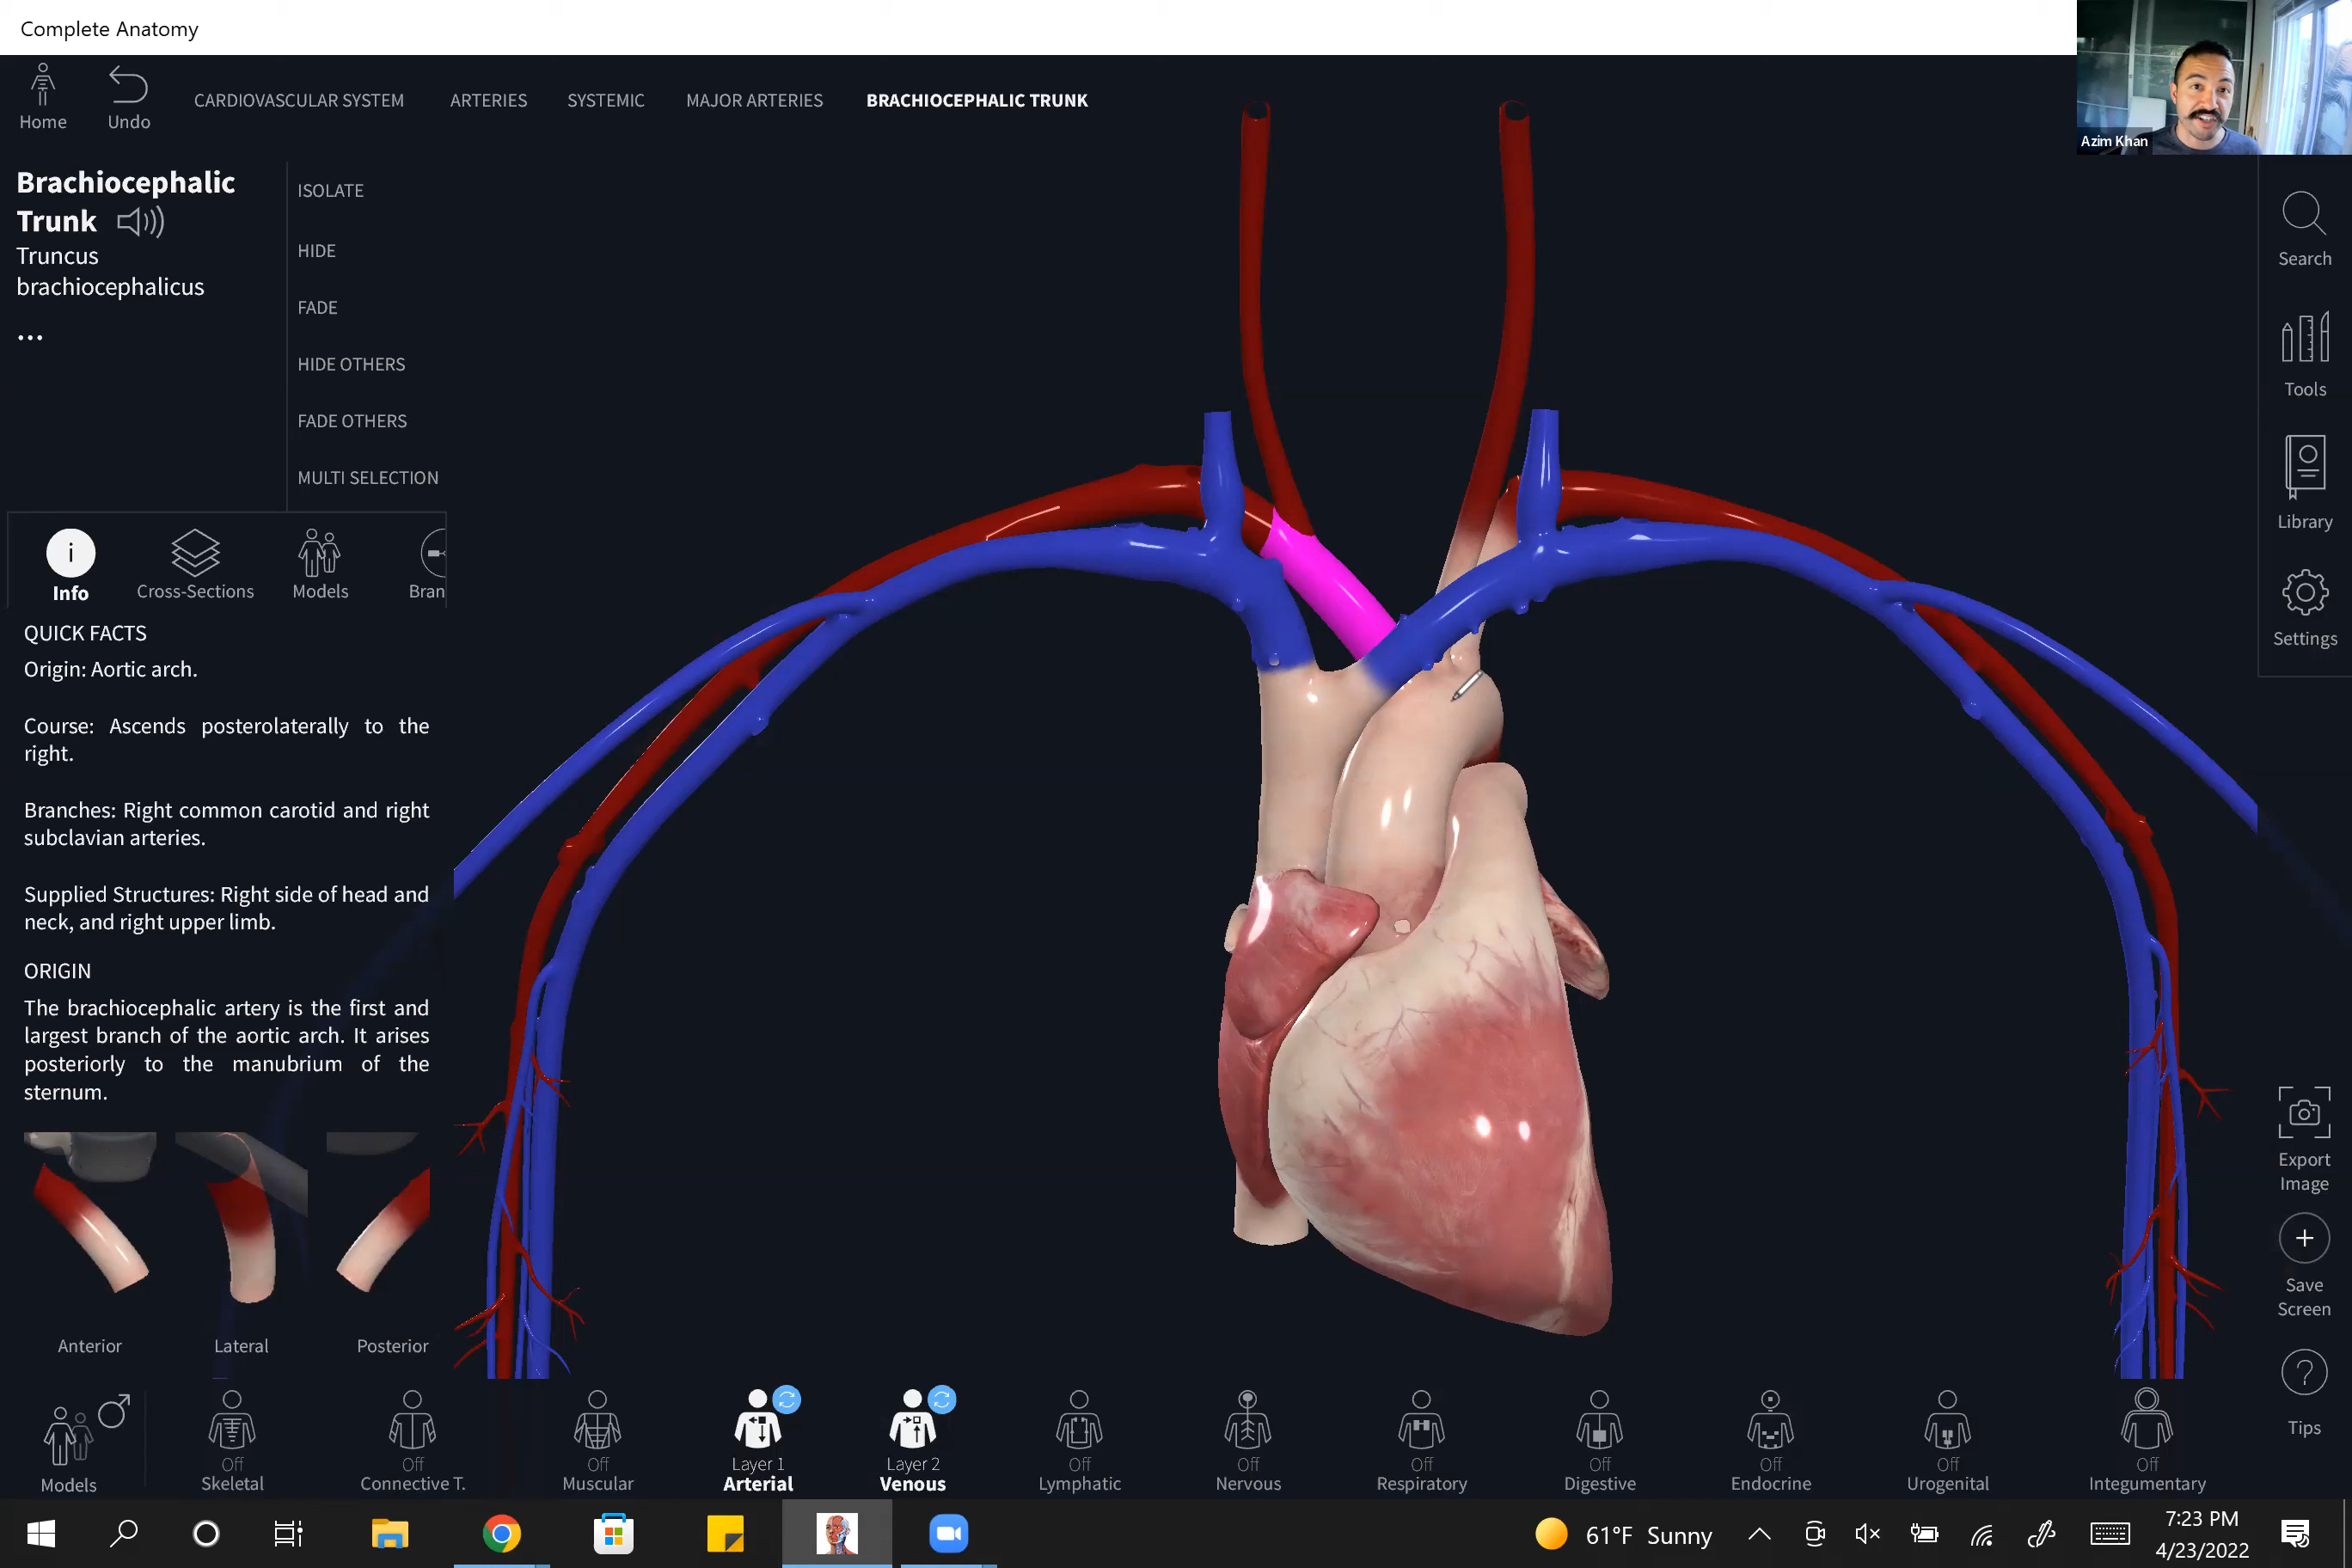 Complete Anatomy
Azim Khan
Home
Undo
CARDIOVASCULAR SYSTEM
ARTERIES
SYSTEMIC
MAJOR ARTERIES
BRACHIOCEPHALIC TRUNK
Brachiocephalic
Trunk
Truncus
brachiocephalicus
...
ISOLATE
HIDE
FADE
HIDE OTHERS
FADE OTHERS
MULTI SELECTION
i
Info
Cross-Sections
Models
Bran
QUICK FACTS
Origin: Aortic arch.
Course: Ascends posterolaterally to the
right.
Branches: Right common carotid and right
subclavian arteries.
Supplied Structures: Right side of head and
neck, and right upper limb.
ORIGIN
The brachiocephalic artery is the first and
largest branch of the aortic arch. It arises
posteriorly to the manubrium of the
sternum.
Anterior
Lateral
Posterior
Search
Tools
Library
Settings
Export
Image
Save
Screen
?
Tips
Models
Off
Skeletal
Off
Connective T.
Off
Muscular
Layer 1
Arterial
Layer 2
Venous
Off
Lymphatic
Off
Nervous
Off
Respiratory
Off
Digestive
Off
Endocrine
Off
Urogenital
Off
Integumentary
61°F Sunny
7:23 PM
4/23/2022